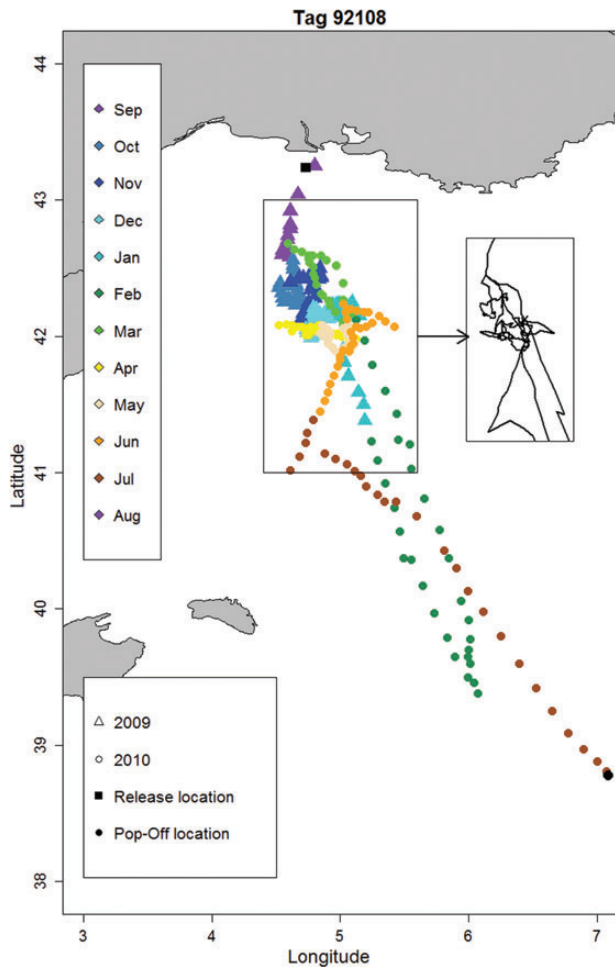 Tag 92108
44
43
42
41
40
39
38
Latitude
Sep
Oct
Nov
Dec
Jan
Feb
Mar
Apr
May
Jun
Jul
Aug
2009
2010
Release location
Pop-Off location
3 4 5 6 7
Longitude